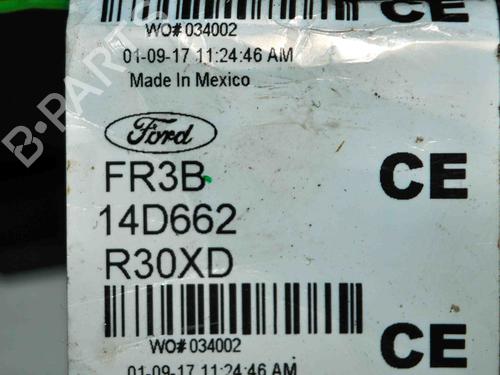 CE
WO# 034002
01-09-17 11:24:46 AM
Made In Mexico
Ford
FR3B
CE
14D662
R30XD
WO# 034002
CE
01-09-17 11:24:46 AM
B-PARTS